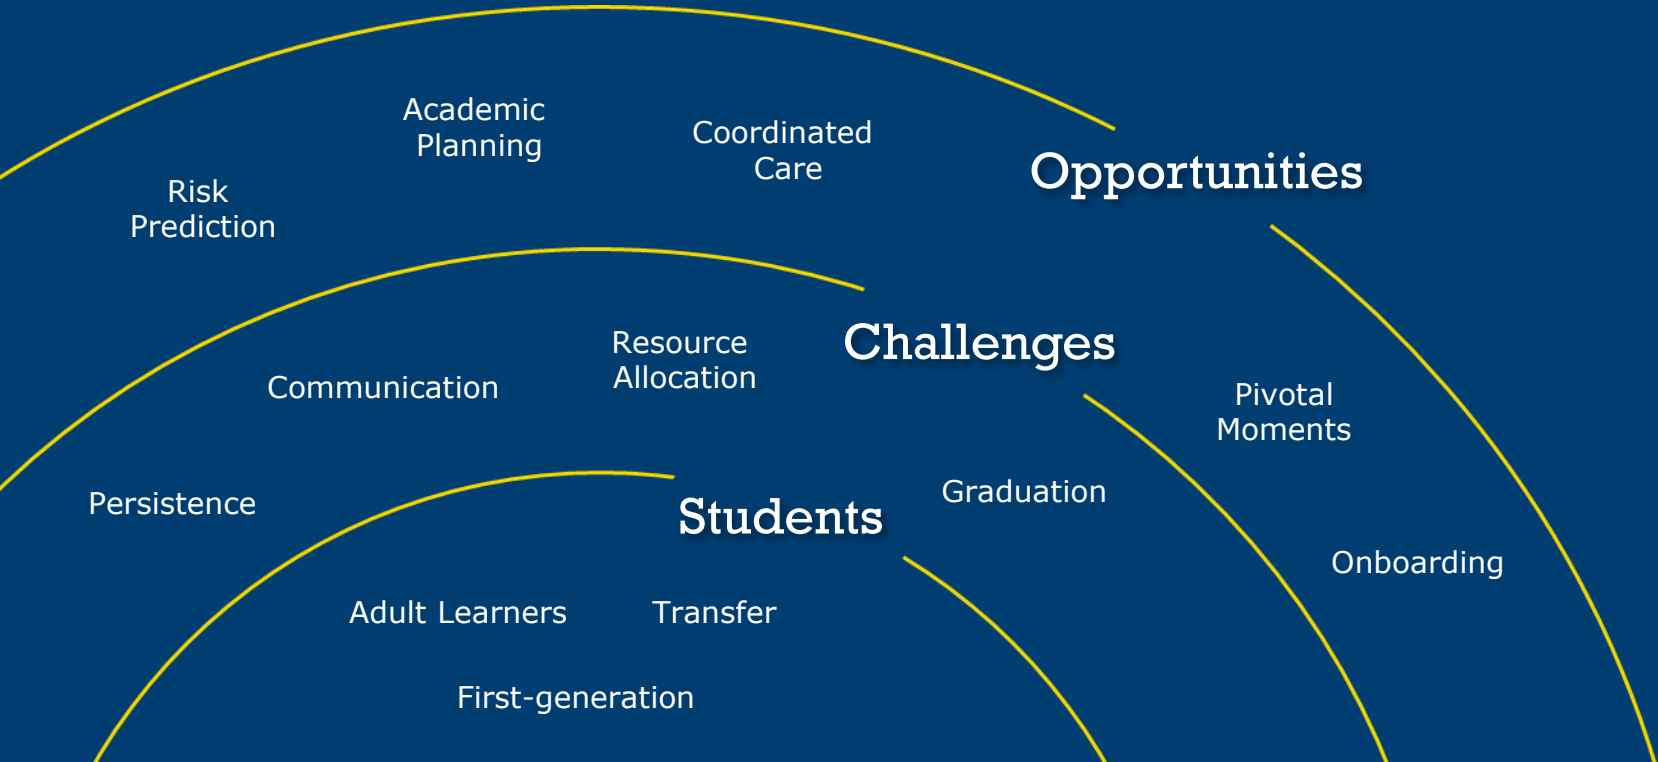 Academic
Planning
Coordinated
Care
Opportunities
Risk
Prediction
Challenges
Resource
Allocation
Communication
Pivotal
Moments
Persistence
Students
Graduation
Onboarding
Adult Learners
Transfer
First-generation